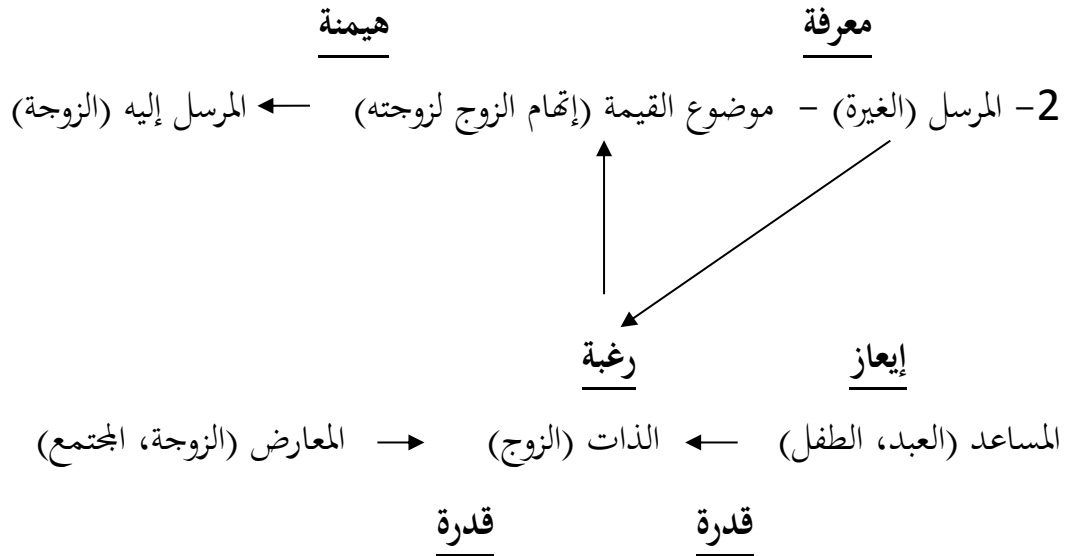 معرفة هيمنة
2- المرسل (الغيرة) - موضوع القيمة (إتهام الزوج لزوجته) ← المرسل إليه (الزوجة)
إيعاز رغبة
المساعد (العبد، الطفل) ← الذات (الزوج) → المعارض (الزوجة، المجتمع)
قدرة قدرة